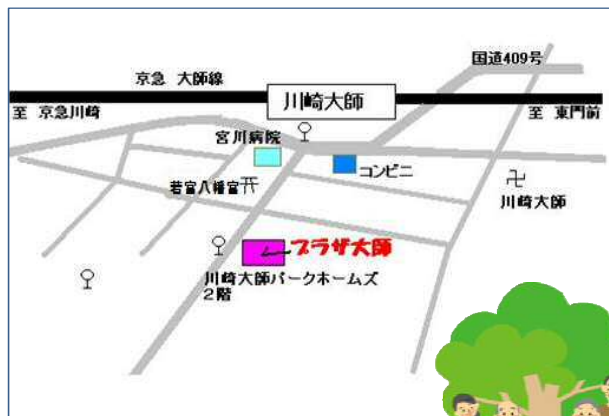 国道409号
京急 大師線
川崎大師
至 京急川崎
至 東門前
宮川病院
コンビニ
若宮八幡宮
卍
川崎大師
プラザ大師
川崎大師パークホームズ
2階